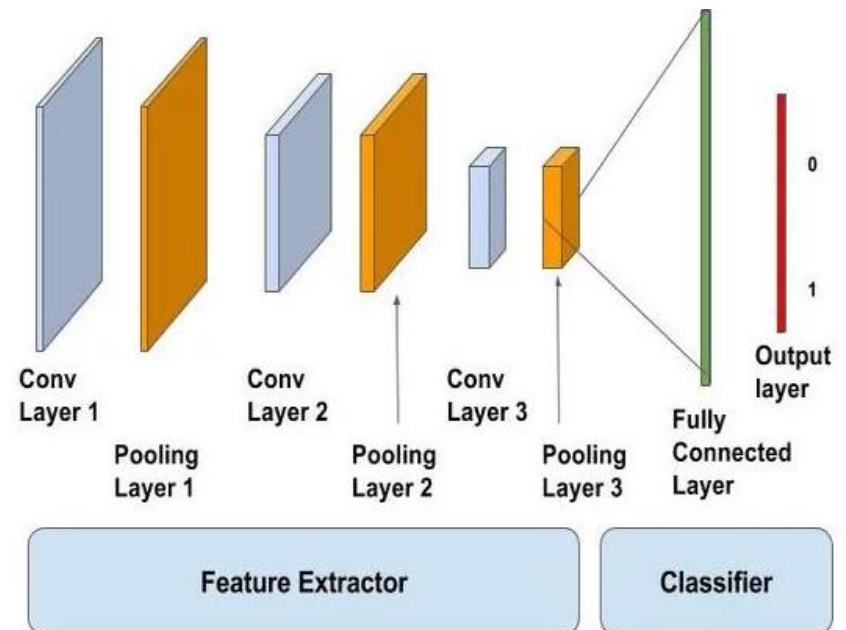 0
1
Output
layer
Conv
Layer 1
Conv
Layer 2
Conv
Layer 3
Fully
Connected
Layer
Pooling
Layer 1
Pooling
Layer 2
Pooling
Layer 3
Feature Extractor
Classifier